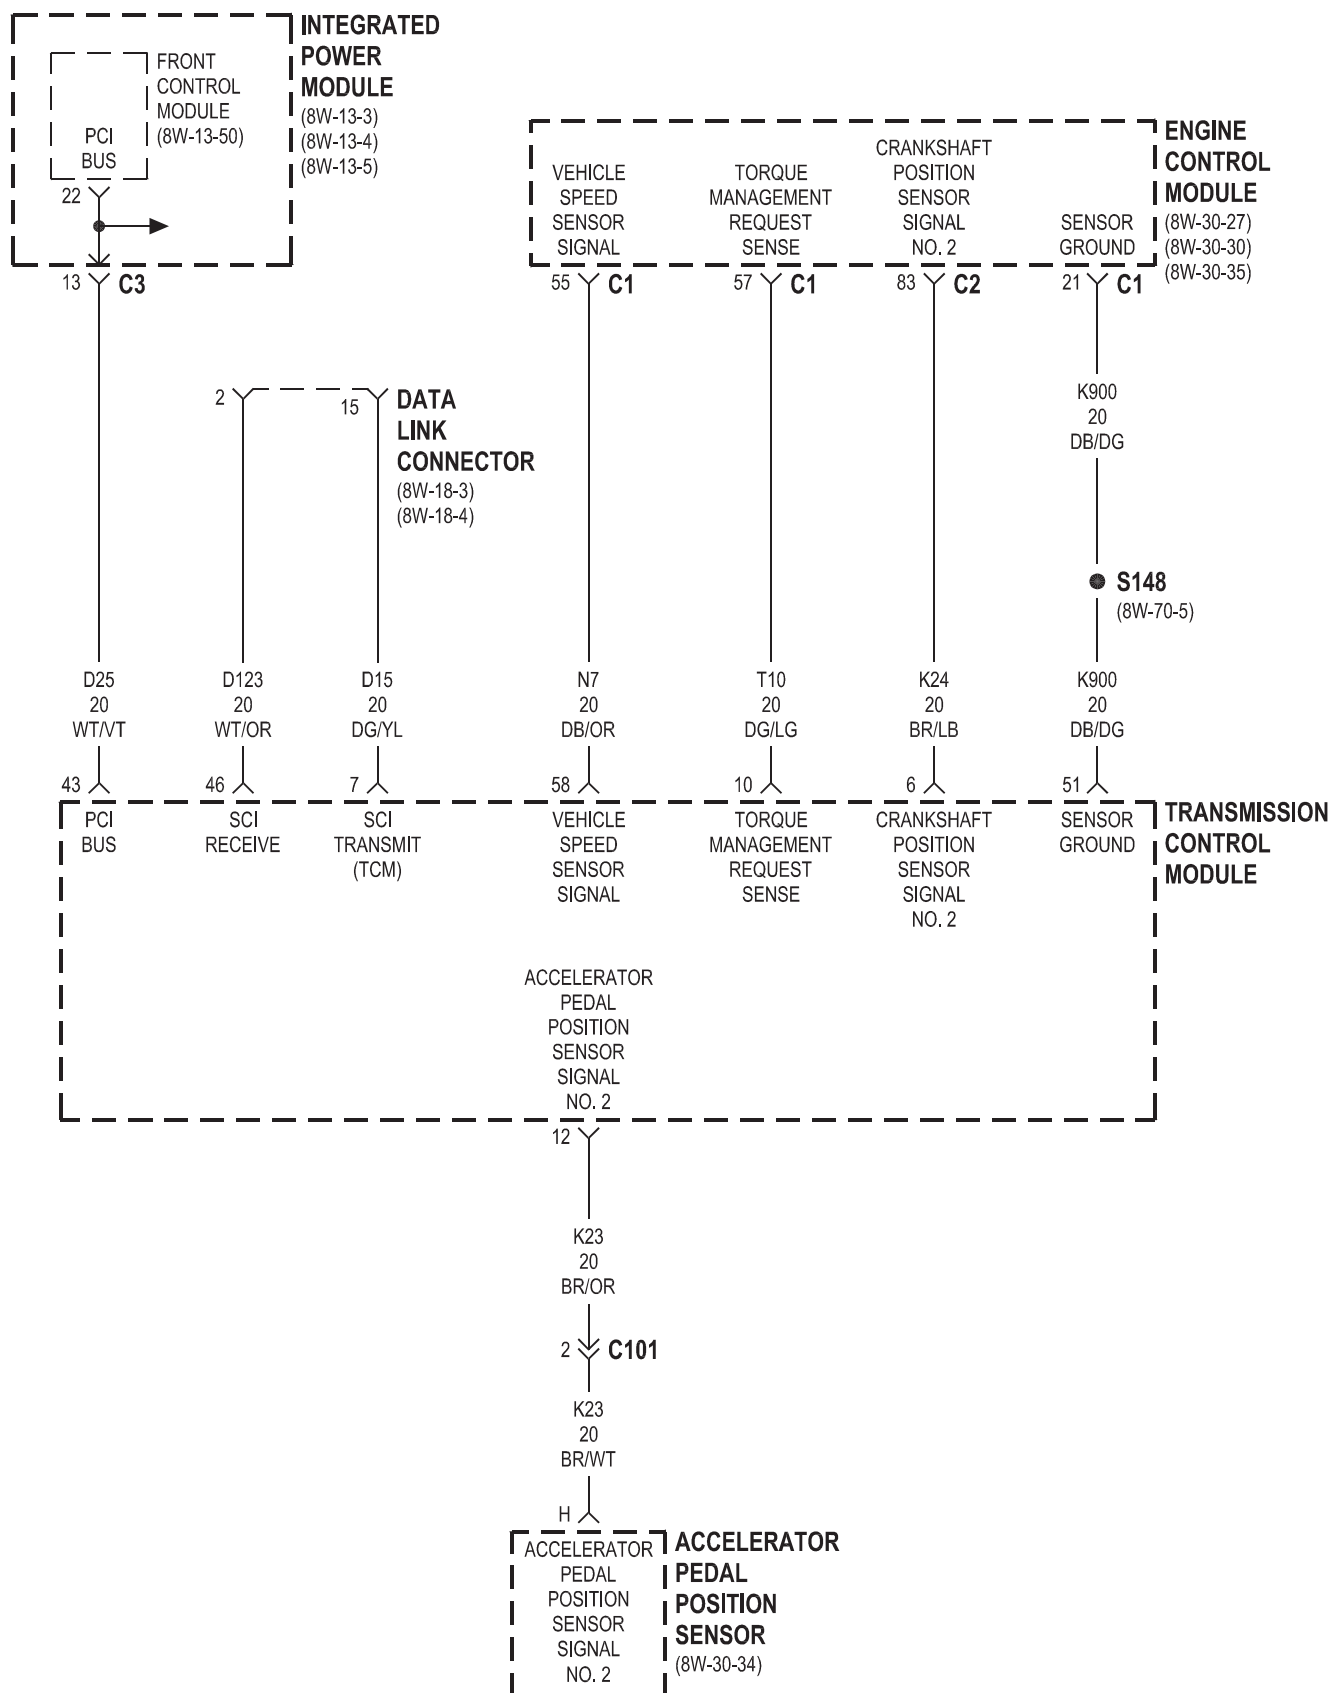 INTEGRATED
POWER
MODULE
(8W-13-3)
(8W-13-4)
(8W-13-5)
FRONT
CONTROL
MODULE
(8W-13-50)
PCI
BUS
22
13
C3
ENGINE
CONTROL
MODULE
(8W-30-27)
(8W-30-30)
(8W-30-35)
VEHICLE
SPEED
SENSOR
SIGNAL
TORQUE
MANAGEMENT
REQUEST
SENSE
CRANKSHAFT
POSITION
SENSOR
SIGNAL
NO. 2
SENSOR
GROUND
55
C1
57
C1
83
C2
21
C1
2
15
DATA
LINK
CONNECTOR
(8W-18-3)
(8W-18-4)
K900
20
DB/DG
S148
(8W-70-5)
D25
20
WT/VT
D123
20
WT/OR
D15
20
DG/YL
N7
20
DB/OR
T10
20
DG/LG
K24
20
BR/LB
K900
20
DB/DG
43
46
7
58
10
6
51
TRANSMISSION
CONTROL
MODULE
PCI
BUS
SCI
RECEIVE
SCI
TRANSMIT
(TCM)
VEHICLE
SPEED
SENSOR
SIGNAL
TORQUE
MANAGEMENT
REQUEST
SENSE
CRANKSHAFT
POSITION
SENSOR
SIGNAL
NO. 2
SENSOR
GROUND
ACCELERATOR
PEDAL
POSITION
SENSOR
SIGNAL
NO. 2
12
K23
20
BR/OR
2
C101
K23
20
BR/WT
H
ACCELERATOR
PEDAL
POSITION
SENSOR
SIGNAL
NO. 2
ACCELERATOR
PEDAL
POSITION
SENSOR
(8W-30-34)